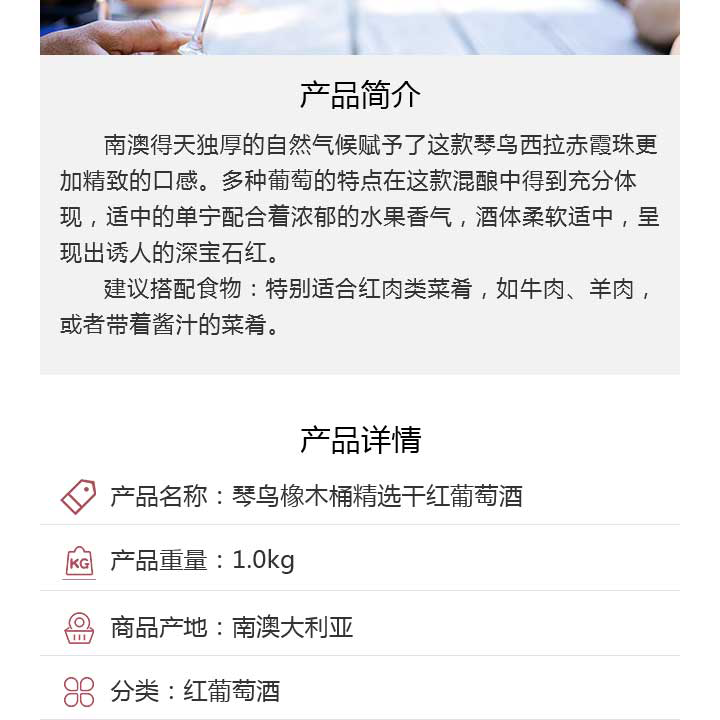 产品简介
南澳得天独厚的自然气候赋予了这款琴鸟西拉赤霞珠更
加精致的口感。多种葡萄的特点在这款混酿中得到充分体
现，适中的单宁配合着浓郁的水果香气，酒体柔软适中，呈
现出诱人的深宝石红。
建议搭配食物：特别适合红肉类菜肴，如牛肉、羊肉，
或者带着酱汁的菜肴。
产品详情
产品名称：琴鸟橡木桶精选干红葡萄酒
KG 产品重量：1.0kg
商品产地：南澳大利亚
分类：红葡萄酒